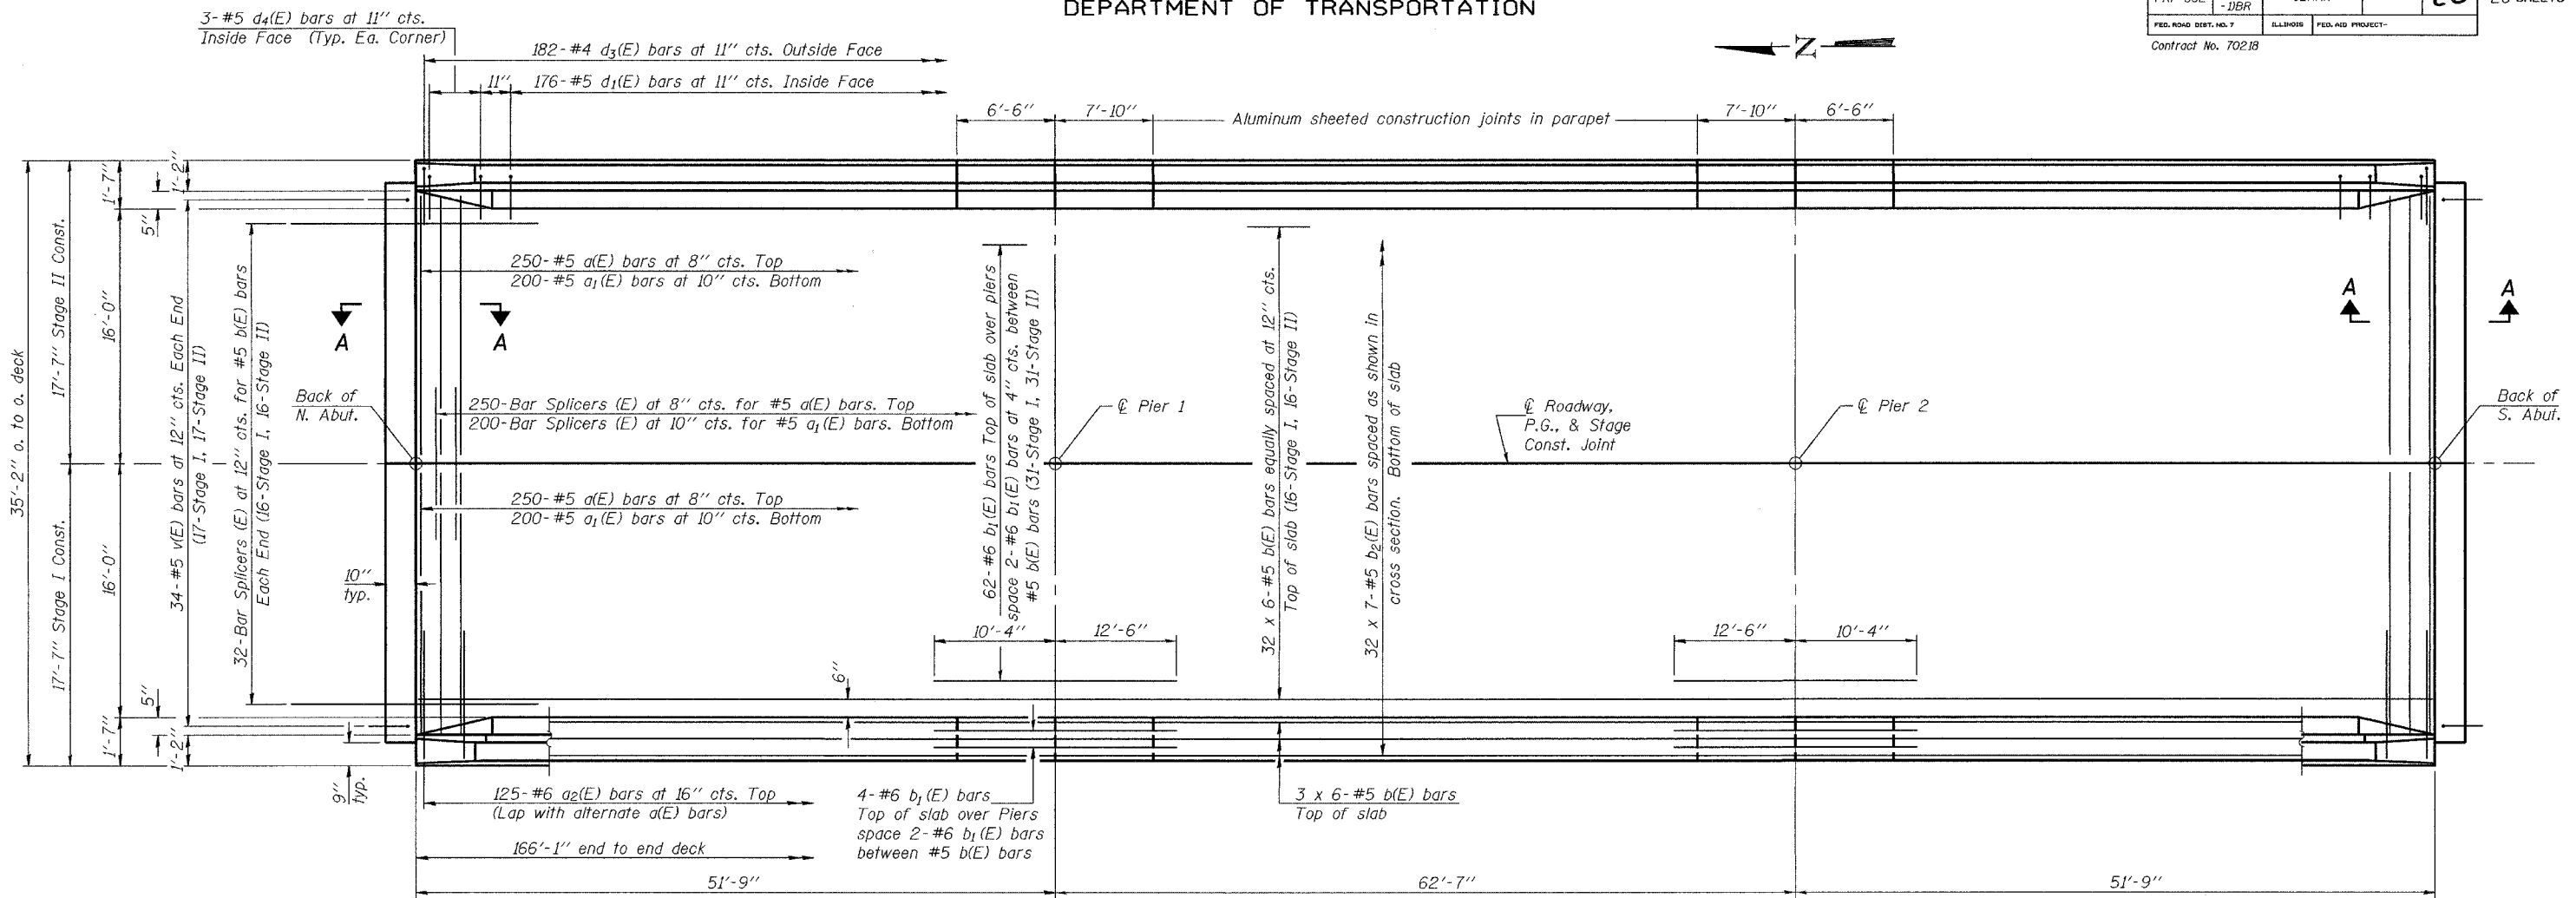 DEPARTMENT OF TRANSPORTATION
-DBR
FED. ROAD DIST. NO. 7 ILLINOIS FED. AID PROJECT-
Contract No. 70218
3-#5 d4(E) bars at 11" cts.
Inside Face (Typ. Ea. Corner)
182-#4 d3(E) bars at 11" cts. Outside Face
11" 176-#5 d1(E) bars at 11" cts. Inside Face
Z
6'-6" 7'-10" Aluminum sheeted construction joints in parapet 7'-10" 6'-6"
35'-2" o. to o. deck
17'-7" Stage II Const.
17'-7" Stage I Const.
1'-7"
1'-2"
5"
16'-0"
16'-0"
5"
1'-7"
1'-2"
9"
typ.
10"
typ.
34-#5 v(E) bars at 12" cts. Each End
(17-Stage I, 17-Stage II)
32-Bar Splicers (E) at 12" cts. for #5 b(E) bars
Each End (16-Stage I, 16-Stage II)
250-#5 a(E) bars at 8" cts. Top
200-#5 a1(E) bars at 10" cts. Bottom
A
A
A
A
Back of
N. Abut.
250-Bar Splicers (E) at 8" cts. for #5 a(E) bars. Top
200-Bar Splicers (E) at 10" cts. for #5 a1(E) bars. Bottom
250-#5 a(E) bars at 8" cts. Top
200-#5 a1(E) bars at 10" cts. Bottom
62-#6 b1(E) bars Top of slab over piers
space 2-#6 b1(E) bars at 4" cts. between
#5 b(E) bars (31-Stage I, 31-Stage II)
℄ Pier 1
32 x 6-#5 b(E) bars equally spaced at 12" cts.
Top of slab (16-Stage I, 16-Stage II)
32 x 7-#5 b2(E) bars spaced as shown in
cross section. Bottom of slab
℄ Roadway,
P.G., & Stage
Const. Joint
℄ Pier 2
Back of
S. Abut.
10'-4" 12'-6"
12'-6" 10'-4"
6"
125-#6 a2(E) bars at 16" cts. Top
(Lap with alternate a(E) bars)
4-#6 b1(E) bars
Top of slab over Piers
space 2-#6 b1(E) bars
between #5 b(E) bars
3 x 6-#5 b(E) bars
Top of slab
166'-1" end to end deck
51'-9" 62'-7" 51'-9"